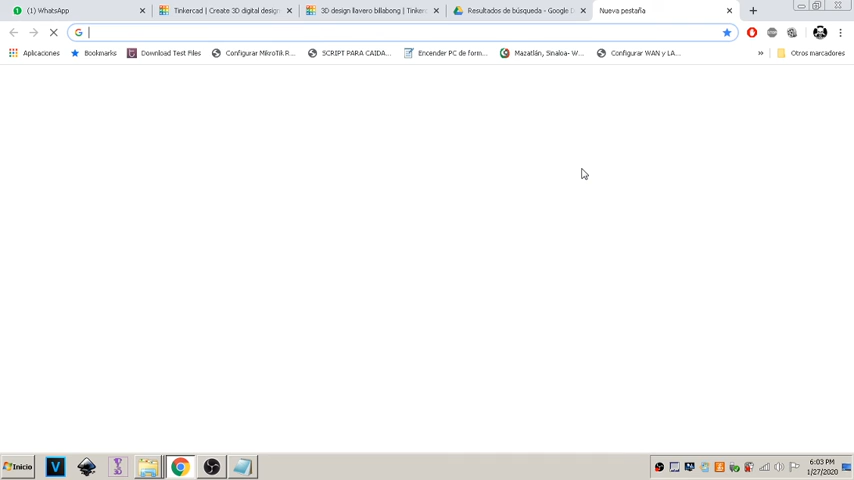 (1) WhatsApp
Tinkercad | Create 3D digital design
3D design llavero billabong | Tinker
Resultados de búsqueda - Google D
Nueva pestaña
Aplicaciones
Bookmarks
Download Test Files
Configurar MikroTik R...
SCRIPT PARA CAIDA...
Encender PC de form...
Mazatlán, Sinaloa- W...
Configurar WAN y LA...
»
Otros marcadores
Inicio
6:03 PM
1/27/2020